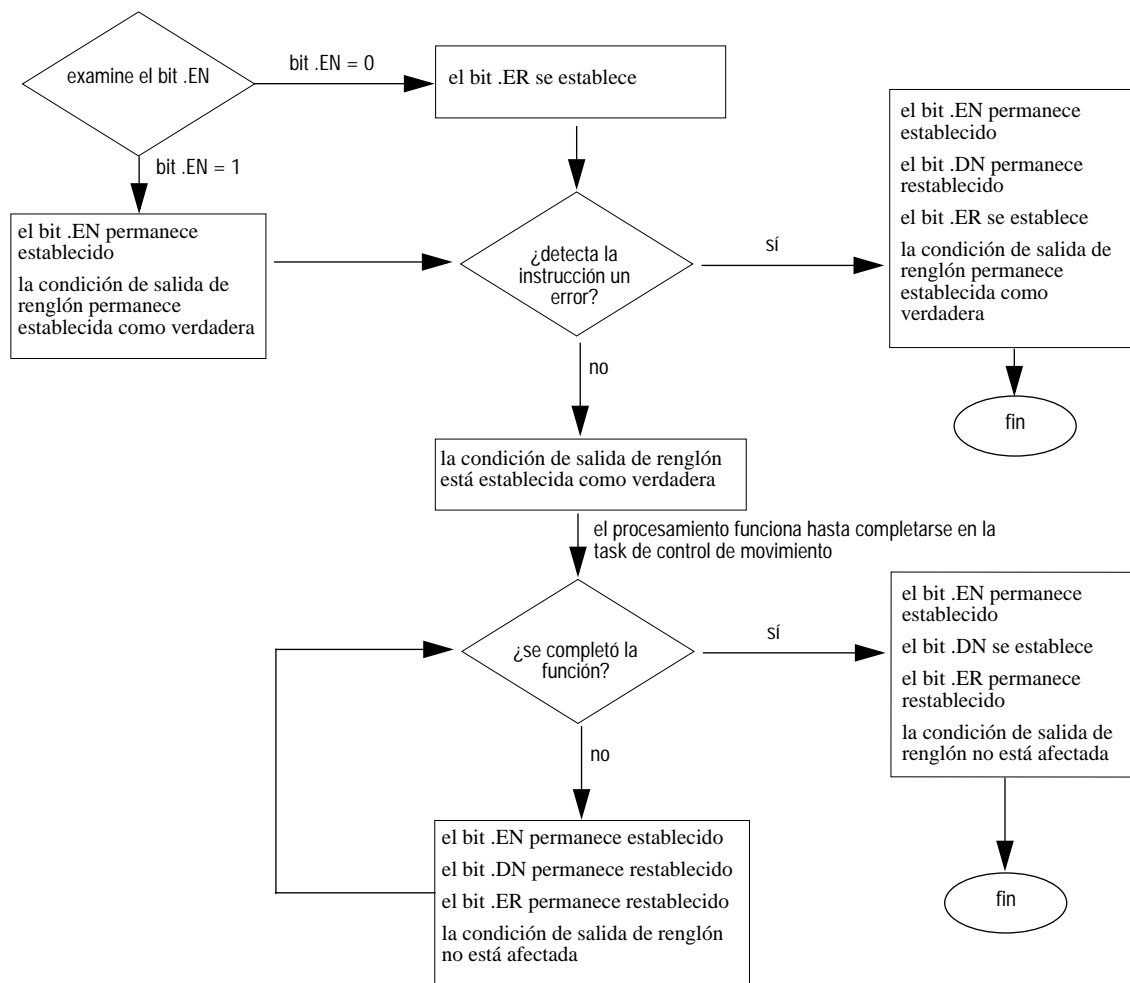 examine el bit .EN
bit .EN = 0
el bit .ER se establece
bit .EN = 1
el bit .EN permanece
establecido
la condición de salida de
renglón permanece
establecida como verdadera
¿detecta la
instrucción un
error?
sí
el bit .EN permanece
establecido
el bit .DN permanece
restablecido
el bit .ER se establece
la condición de salida de
renglón permanece
establecida como
verdadera
fin
no
la condición de salida de renglón
está establecida como verdadera
el procesamiento funciona hasta completarse en la
task de control de movimiento
¿se completó la
función?
sí
el bit .EN permanece
establecido
el bit .DN se establece
el bit .ER permanece
restablecido
la condición de salida de
renglón no está afectada
fin
no
el bit .EN permanece establecido
el bit .DN permanece restablecido
el bit .ER permanece restablecido
la condición de salida de renglón
no está afectada